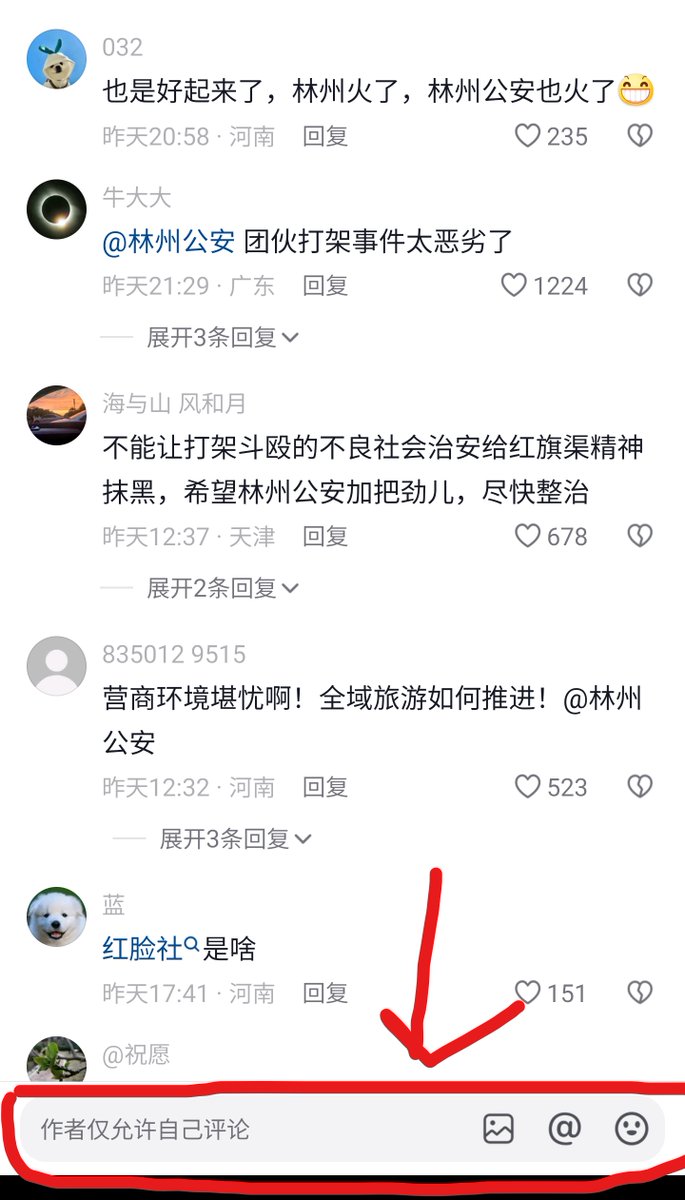 032
也是好起来了，林州火了，林州公安也火了😁
昨天20:58 · 河南 回复 235
牛大大
@林州公安 团伙打架事件太恶劣了
昨天21:29 · 广东 回复 1224
展开3条回复
海与山 风和月
不能让打架斗殴的不良社会治安给红旗渠精神
抹黑，希望林州公安加把劲儿，尽快整治
昨天12:37 · 天津 回复 678
展开2条回复
835012 9515
营商环境堪忧啊！全域旅游如何推进！@林州
公安
昨天12:32 · 河南 回复 523
展开3条回复
蓝
红脸社是啥
昨天17:41 · 河南 回复 151
@祝愿
作者仅允许自己评论